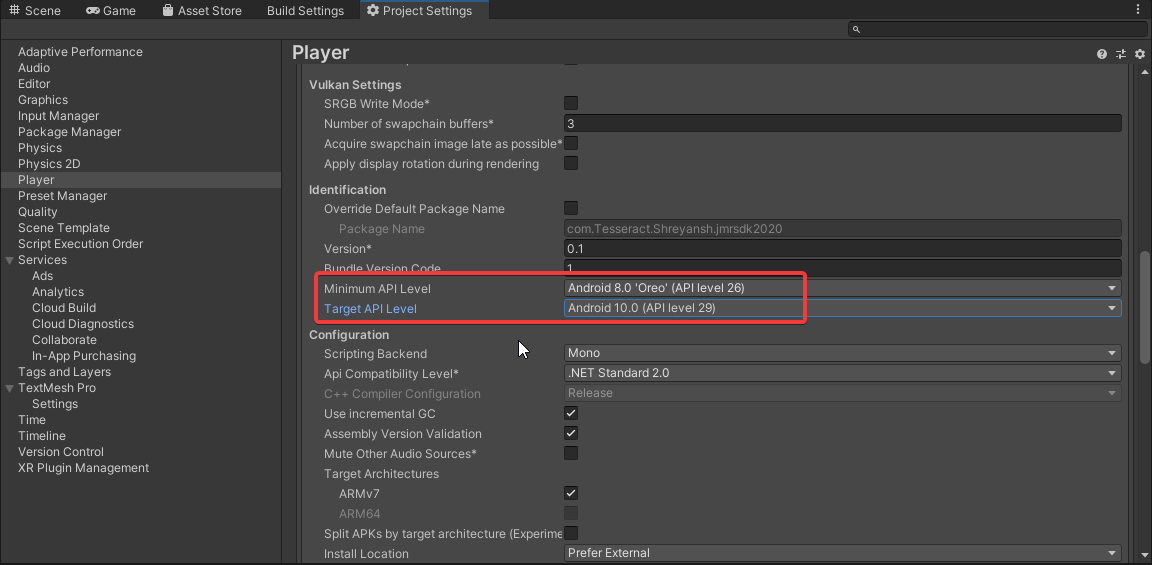 Scene Game Asset Store Build Settings Project Settings
Adaptive Performance
Audio
Editor
Graphics
Input Manager
Package Manager
Physics
Physics 2D
Player
Preset Manager
Quality
Scene Template
Script Execution Order
Services
Ads
Analytics
Cloud Build
Cloud Diagnostics
Collaborate
In-App Purchasing
Tags and Layers
TextMesh Pro
Settings
Time
Timeline
Version Control
XR Plugin Management
Player
Vulkan Settings
SRGB Write Mode*
Number of swapchain buffers* 3
Acquire swapchain image late as possible*
Apply display rotation during rendering
Identification
Override Default Package Name
Package Name com.Tesseract.Shreyansh.jmrsdk2020
Version* 0.1
Bundle Version Code 1
Minimum API Level Android 8.0 'Oreo' (API level 26)
Target API Level Android 10.0 (API level 29)
Configuration
Scripting Backend Mono
Api Compatibility Level* .NET Standard 2.0
C++ Compiler Configuration Release
Use incremental GC
Assembly Version Validation
Mute Other Audio Sources*
Target Architectures
ARMv7
ARM64
Split APKs by target architecture (Experime
Install Location Prefer External